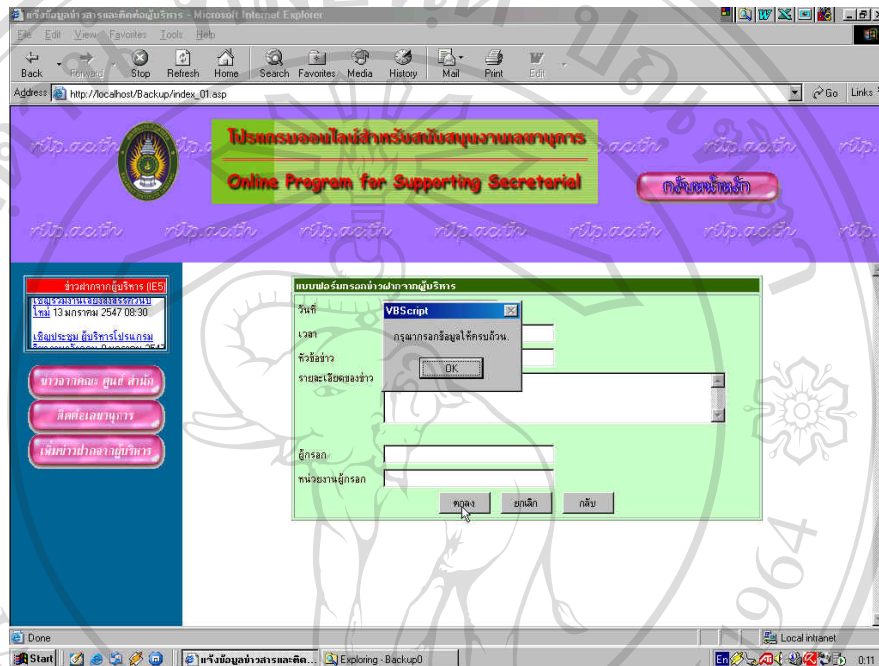 แจ้งข้อมูลข่าวสารและติดต่อผู้บริหาร - Microsoft Internet Explorer
File Edit View Favorites Tools Help
Back Forward Stop Refresh Home Search Favorites Media History Mail Print Edit
Address http://localhost/Backup/index_01.asp Go Links
โปรแกรมออนไลน์สำหรับสนับสนุนงานเลขานุการ
Online Program for Supporting Secretarial
กลับหน้าหลัก
ข่าวฝากจากผู้บริหาร (IE5)
ใหม่ 13 มกราคม 2547 08:30
เชิญประชุม ผู้บริหารโปรแกรม
ข่าวจากคณะ ศูนย์ สำนัก
ติดต่อเลขานุการ
เพิ่มข่าวฝากจากผู้บริหาร
แบบฟอร์มกรอกข่าวฝากจากผู้บริหาร
วันที่
เวลา
หัวข้อข่าว
รายละเอียดของข่าว
ผู้กรอก
หน่วยงานผู้กรอก
VBScript
กรุณากรอกข้อมูลให้ครบถ้วน.
OK
ตกลง ยกเลิก กลับ
Done Local intranet
Start แจ้งข้อมูลข่าวสารและติด... Exploring - Backup0 En 0:11
1964